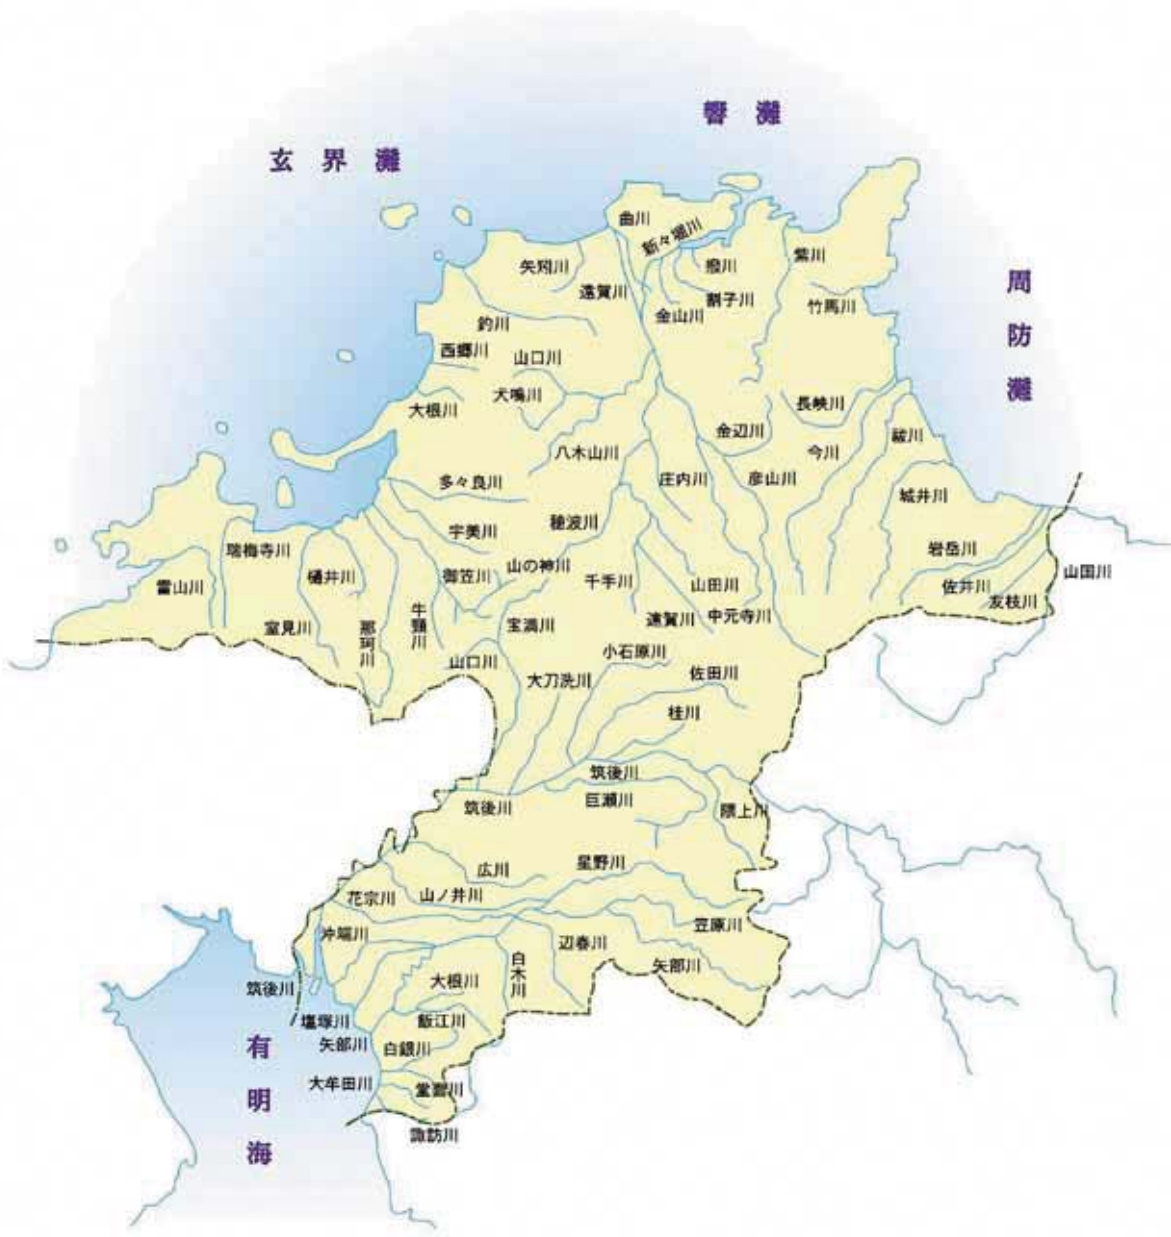 響灘
玄界灘
周防灘
曲川
新々堀川
矢矧川
撥川
紫川
遠賀川
割子川
竹馬川
金山川
釣川
西郷川
山口川
犬鳴川
大根川
長峡川
金辺川
祓川
八木山川
今川
多々良川
庄内川
彦山川
城井川
宇美川
穂波川
瑞梅寺川
岩岳川
山の神川
山国川
雷山川
樋井川
御笠川
千手川
山田川
佐井川
友枝川
室見川
那珂川
牛頸川
宝満川
遠賀川
中元寺川
山口川
小石原川
大刀洗川
佐田川
桂川
筑後川
筑後川
巨瀬川
隈上川
広川
星野川
花宗川
山ノ井川
沖端川
辺春川
笠原川
白木川
矢部川
大根川
筑後川
塩塚川
飯江川
矢部川
白銀川
大牟田川
堂面川
諏訪川
有明海